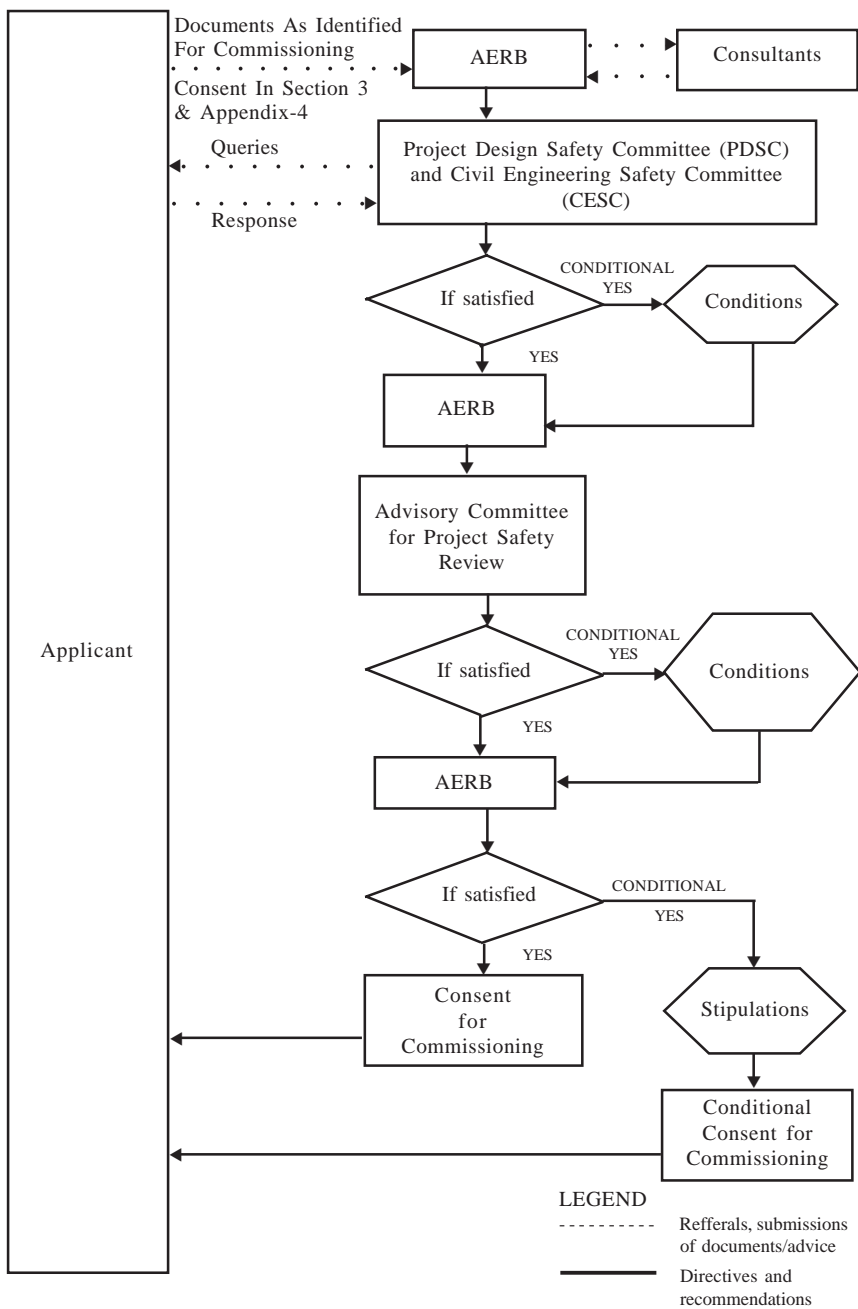 Documents As Identified
For Commissioning
AERB
Consultants
Consent In Section 3
& Appendix-4
Queries
Project Design Safety Committee (PDSC)
and Civil Engineering Safety Committee
(CESC)
Response
If satisfied
CONDITIONAL
YES
Conditions
YES
AERB
Advisory Committee
for Project Safety
Review
Applicant
If satisfied
CONDITIONAL
YES
Conditions
YES
AERB
If satisfied
CONDITIONAL
YES
YES
Consent
for
Commissioning
Stipulations
Conditional
Consent for
Commissioning
LEGEND
Refferals, submissions
of documents/advice
Directives and
recommendations